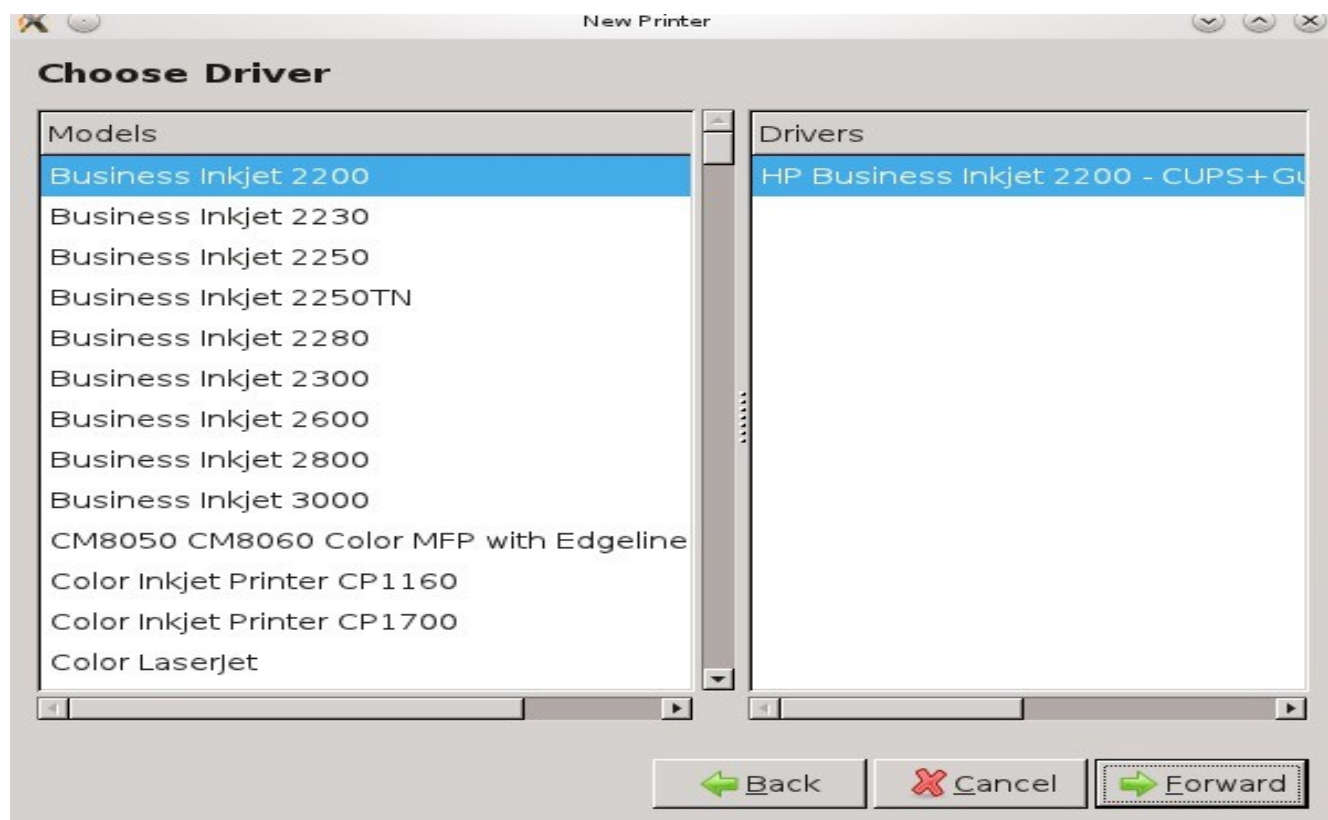 New Printer
Choose Driver
Models
Business Inkjet 2200
Business Inkjet 2230
Business Inkjet 2250
Business Inkjet 2250TN
Business Inkjet 2280
Business Inkjet 2300
Business Inkjet 2600
Business Inkjet 2800
Business Inkjet 3000
CM8050 CM8060 Color MFP with Edgeline
Color Inkjet Printer CP1160
Color Inkjet Printer CP1700
Color LaserJet
Drivers
HP Business Inkjet 2200 - CUPS+Gu
Back
Cancel
Forward